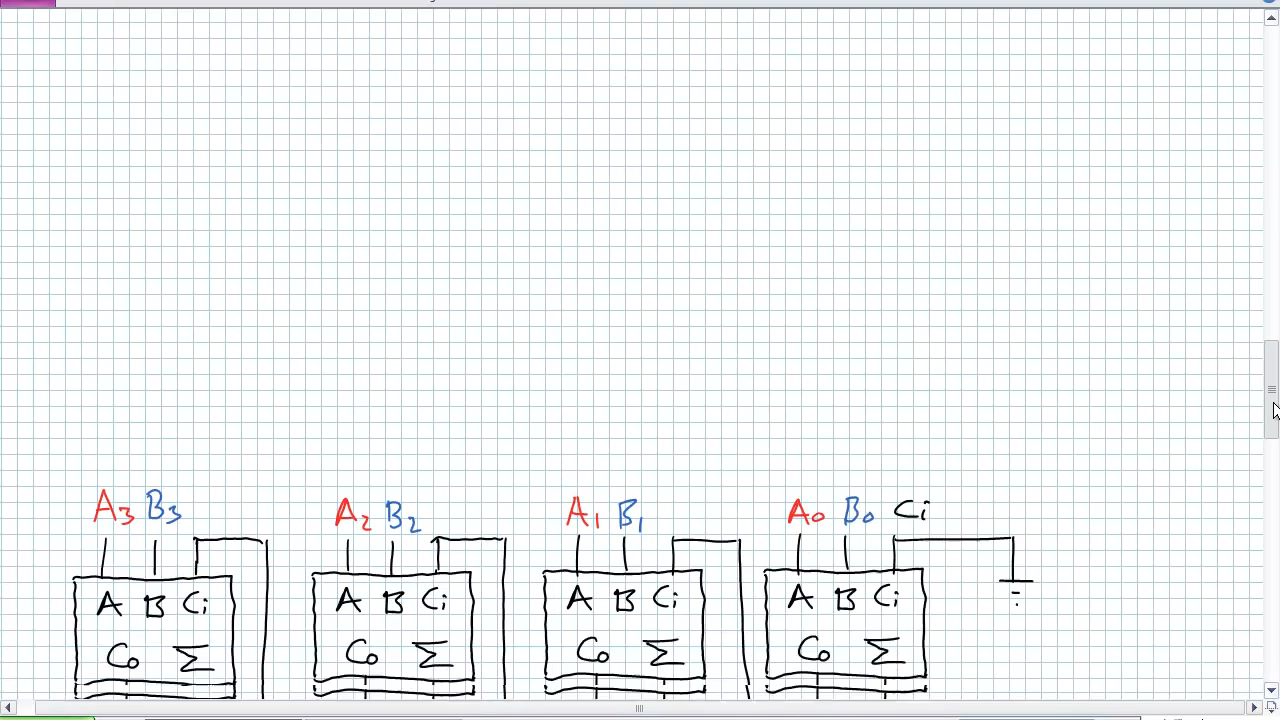 A3 B3 A2 B2 A1 B1 A0 B0 Ci
A B Ci A B Ci A B Ci A B Ci
Co Σ Co Σ Co Σ Co Σ